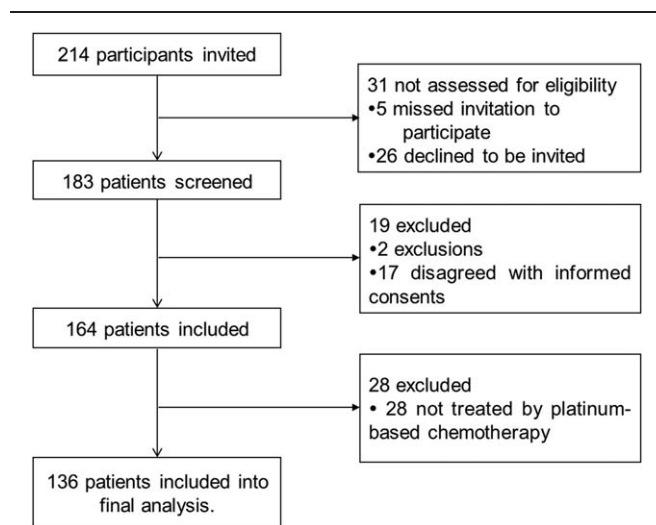 214 participants invited
31 not assessed for eligibility
•5 missed invitation to
participate
•26 declined to be invited
183 patients screened
19 excluded
•2 exclusions
•17 disagreed with informed
consents
164 patients included
28 excluded
• 28 not treated by platinum-
based chemotherapy
136 patients included into
final analysis.